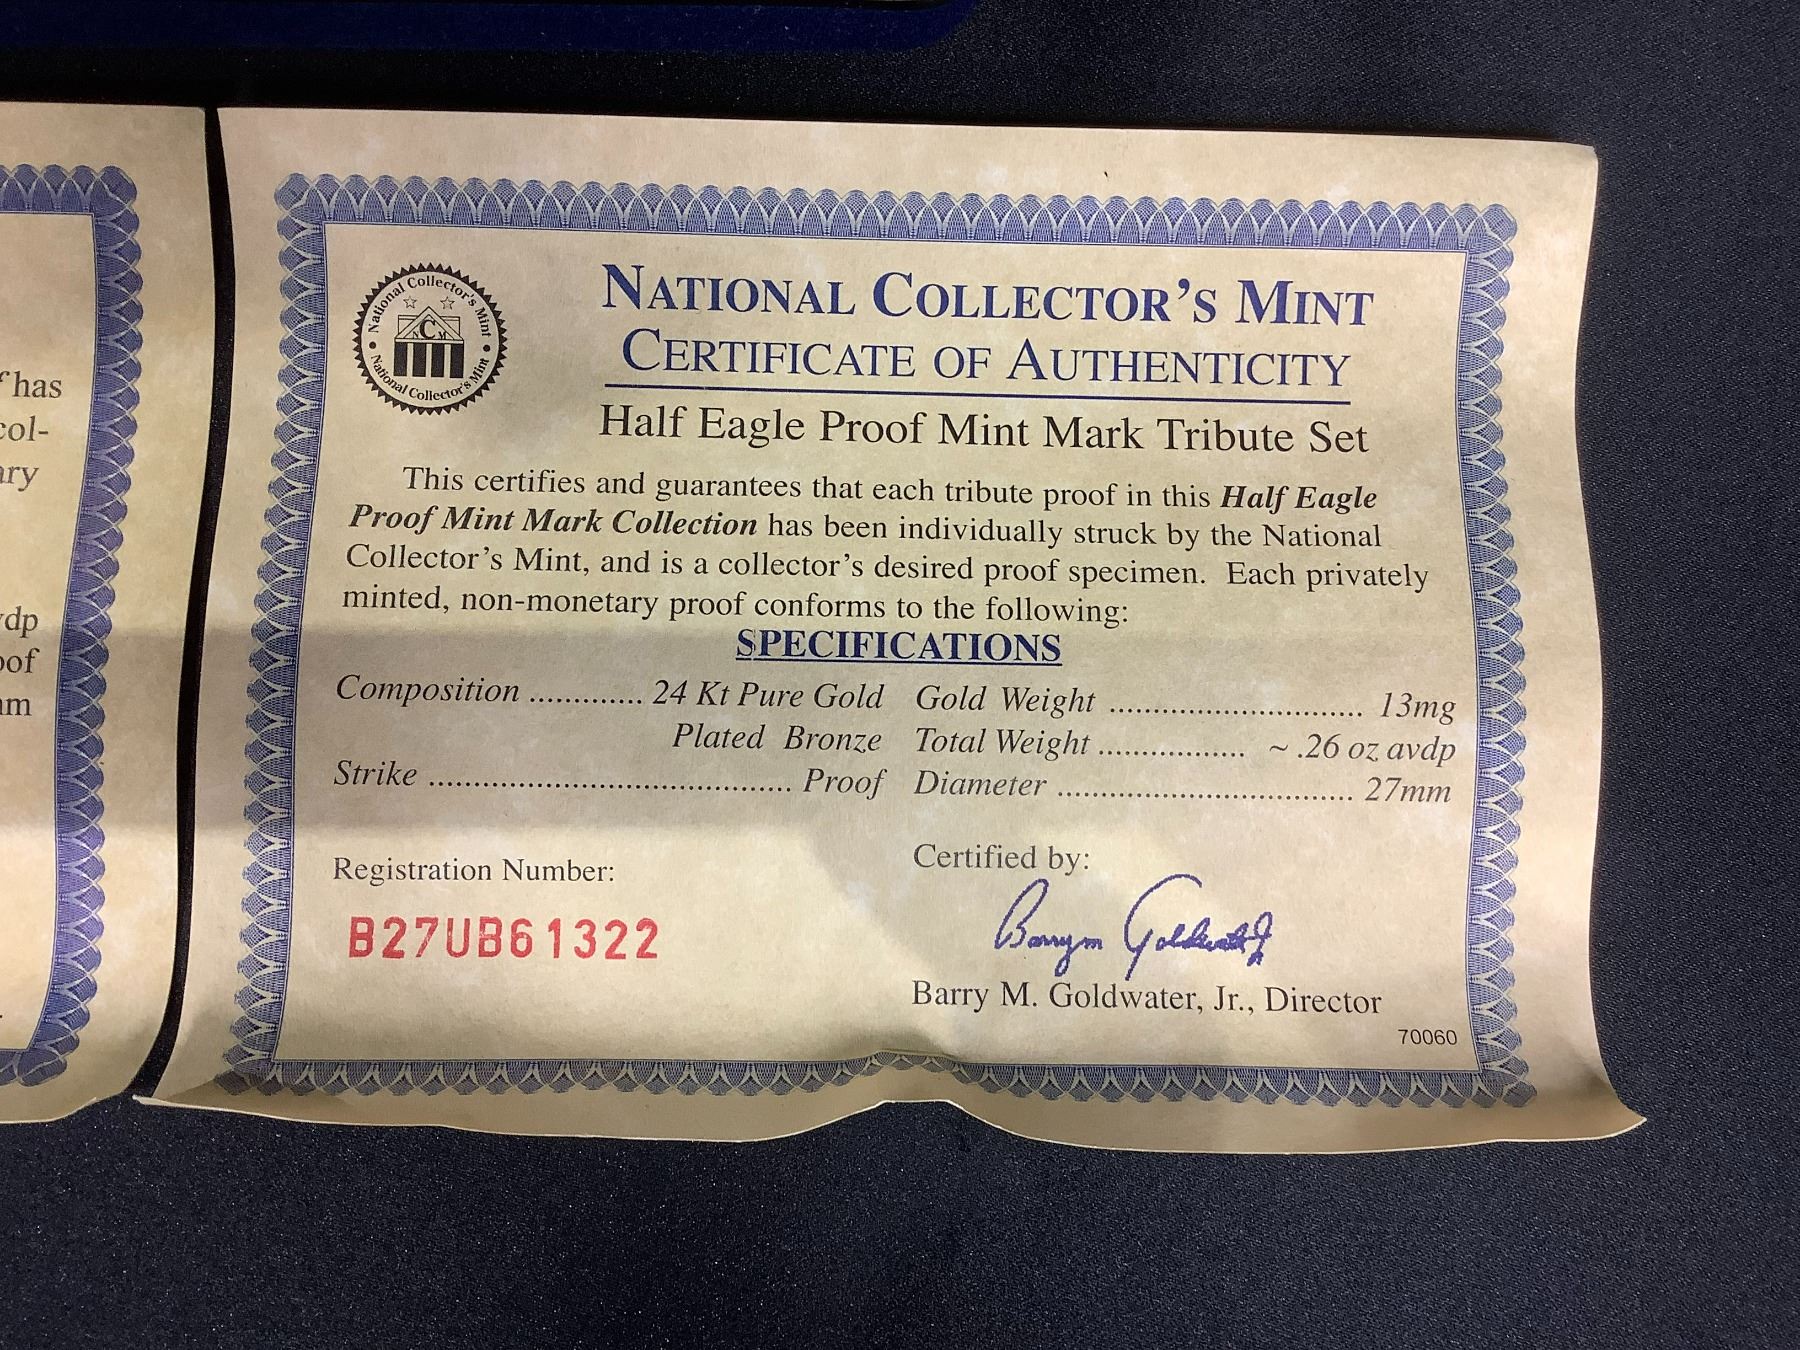 f has
col-
ary
vdp
oof
mm
National Collector's Mint
National Collector's Mint
NCM
NATIONAL COLLECTOR'S MINT
CERTIFICATE OF AUTHENTICITY
Half Eagle Proof Mint Mark Tribute Set
This certifies and guarantees that each tribute proof in this Half Eagle
Proof Mint Mark Collection has been individually struck by the National
Collector's Mint, and is a collector's desired proof specimen. Each privately
minted, non-monetary proof conforms to the following:
SPECIFICATIONS
Composition ............. 24 Kt Pure Gold Gold Weight ............................ 13mg
Plated Bronze Total Weight ................. ~ .26 oz avdp
Strike ......................................... Proof Diameter ................................. 27mm
Registration Number:
B27UB61322
Certified by:
Barry M Goldwater Jr
Barry M. Goldwater, Jr., Director
70060